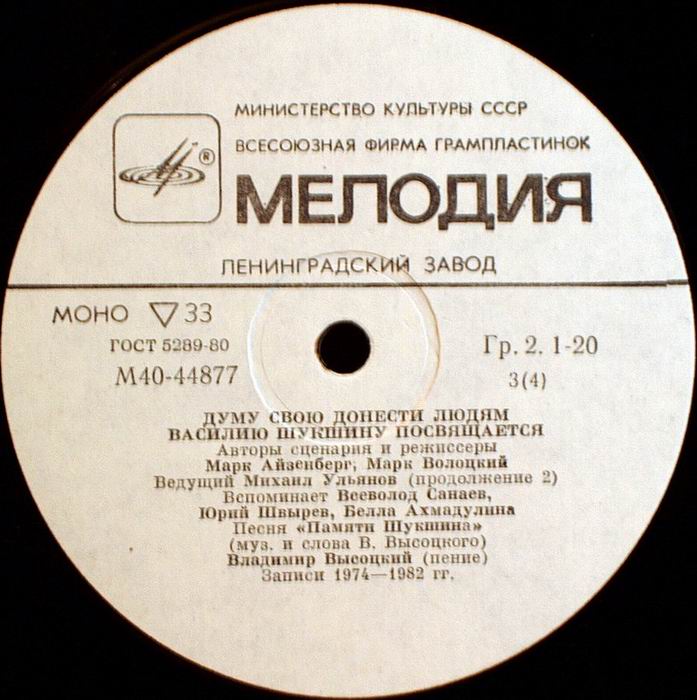 МИНИСТЕРСТВО КУЛЬТУРЫ СССР
ВСЕСОЮЗНАЯ ФИРМА ГРАМПЛАСТИНОК
®
МЕЛОДИЯ
ЛЕНИНГРАДСКИЙ ЗАВОД
МОНО ▽ 33
ГОСТ 5289-80
Гр. 2. 1-20
М40-44877
3(4)
ДУМУ СВОЮ ДОНЕСТИ ЛЮДЯМ
ВАСИЛИЮ ШУКШИНУ ПОСВЯЩАЕТСЯ
Авторы сценария и режиссеры
Марк Айзенберг, Марк Волоцкий
Ведущий Михаил Ульянов (продолжение 2)
Вспоминает Всеволод Санаев,
Юрий Швырев, Белла Ахмадулина
Песня «Памяти Шукшина»
(муз. и слова В. Высоцкого)
Владимир Высоцкий (пение)
Записи 1974—1982 гг.